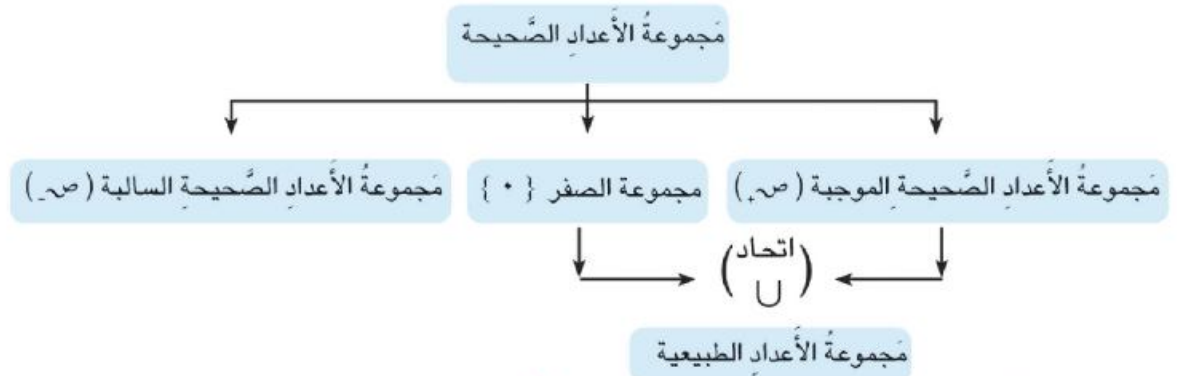 مَجموعةُ الأَعدادِ الصَّحيحة
مَجموعةُ الأَعدادِ الصَّحيحةِ الموجبة (صـ₊)
مجموعة الصفر { ٠ }
مَجموعةُ الأَعدادِ الصَّحيحةِ السالبة (صـ₋)
(اتحاد
∪)
مَجموعةُ الأَعدادِ الطبيعية